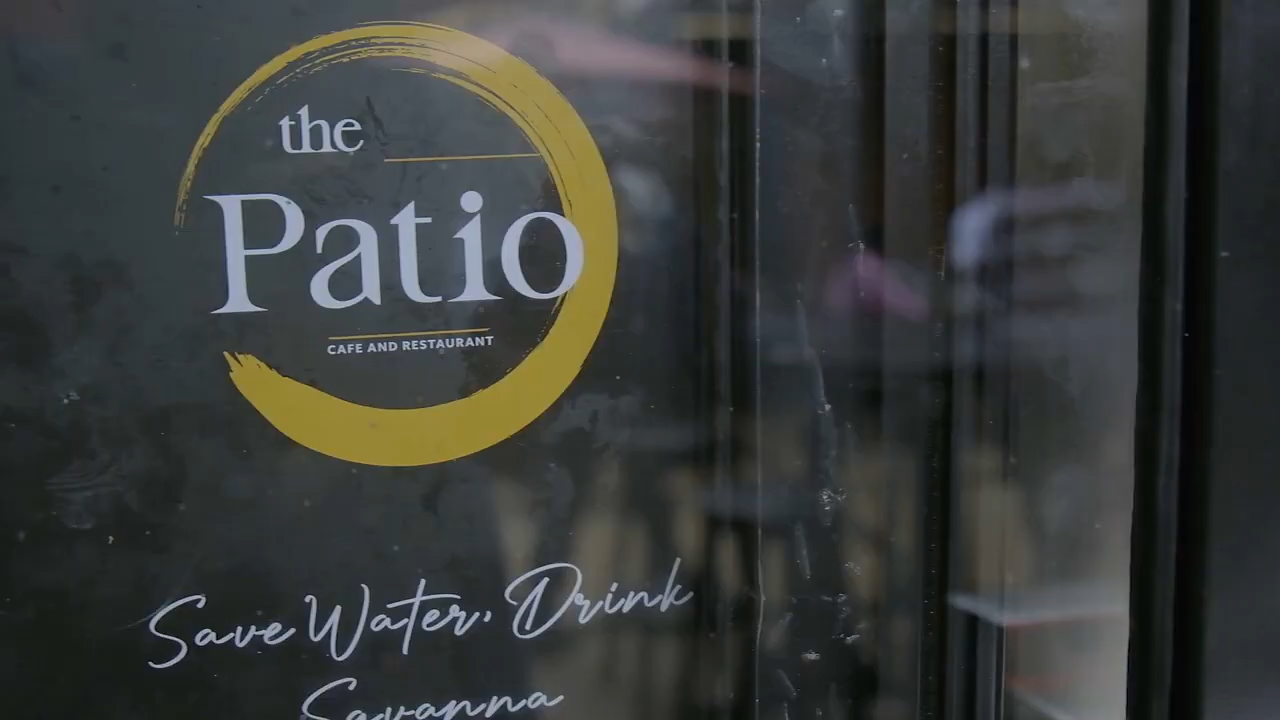 the
Patio
CAFE AND RESTAURANT
Save Water, Drink
Savanna